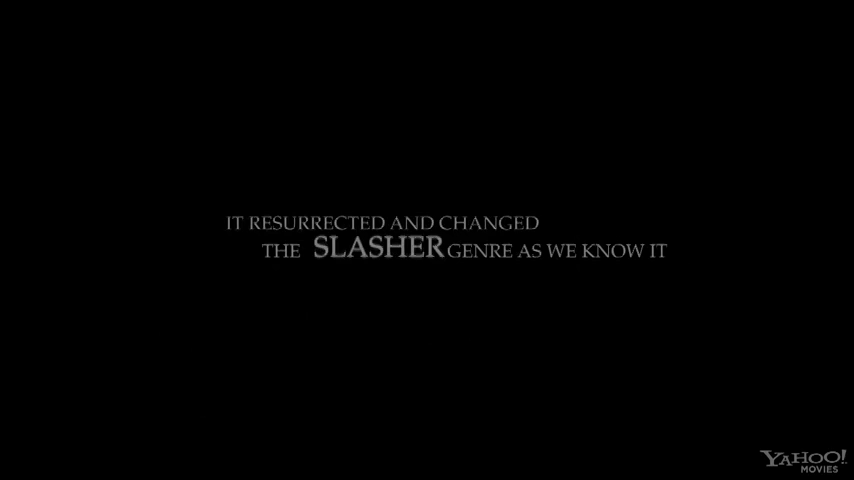 IT RESURRECTED AND CHANGED
THE SLASHER GENRE AS WE KNOW IT
YAHOO!
MOVIES